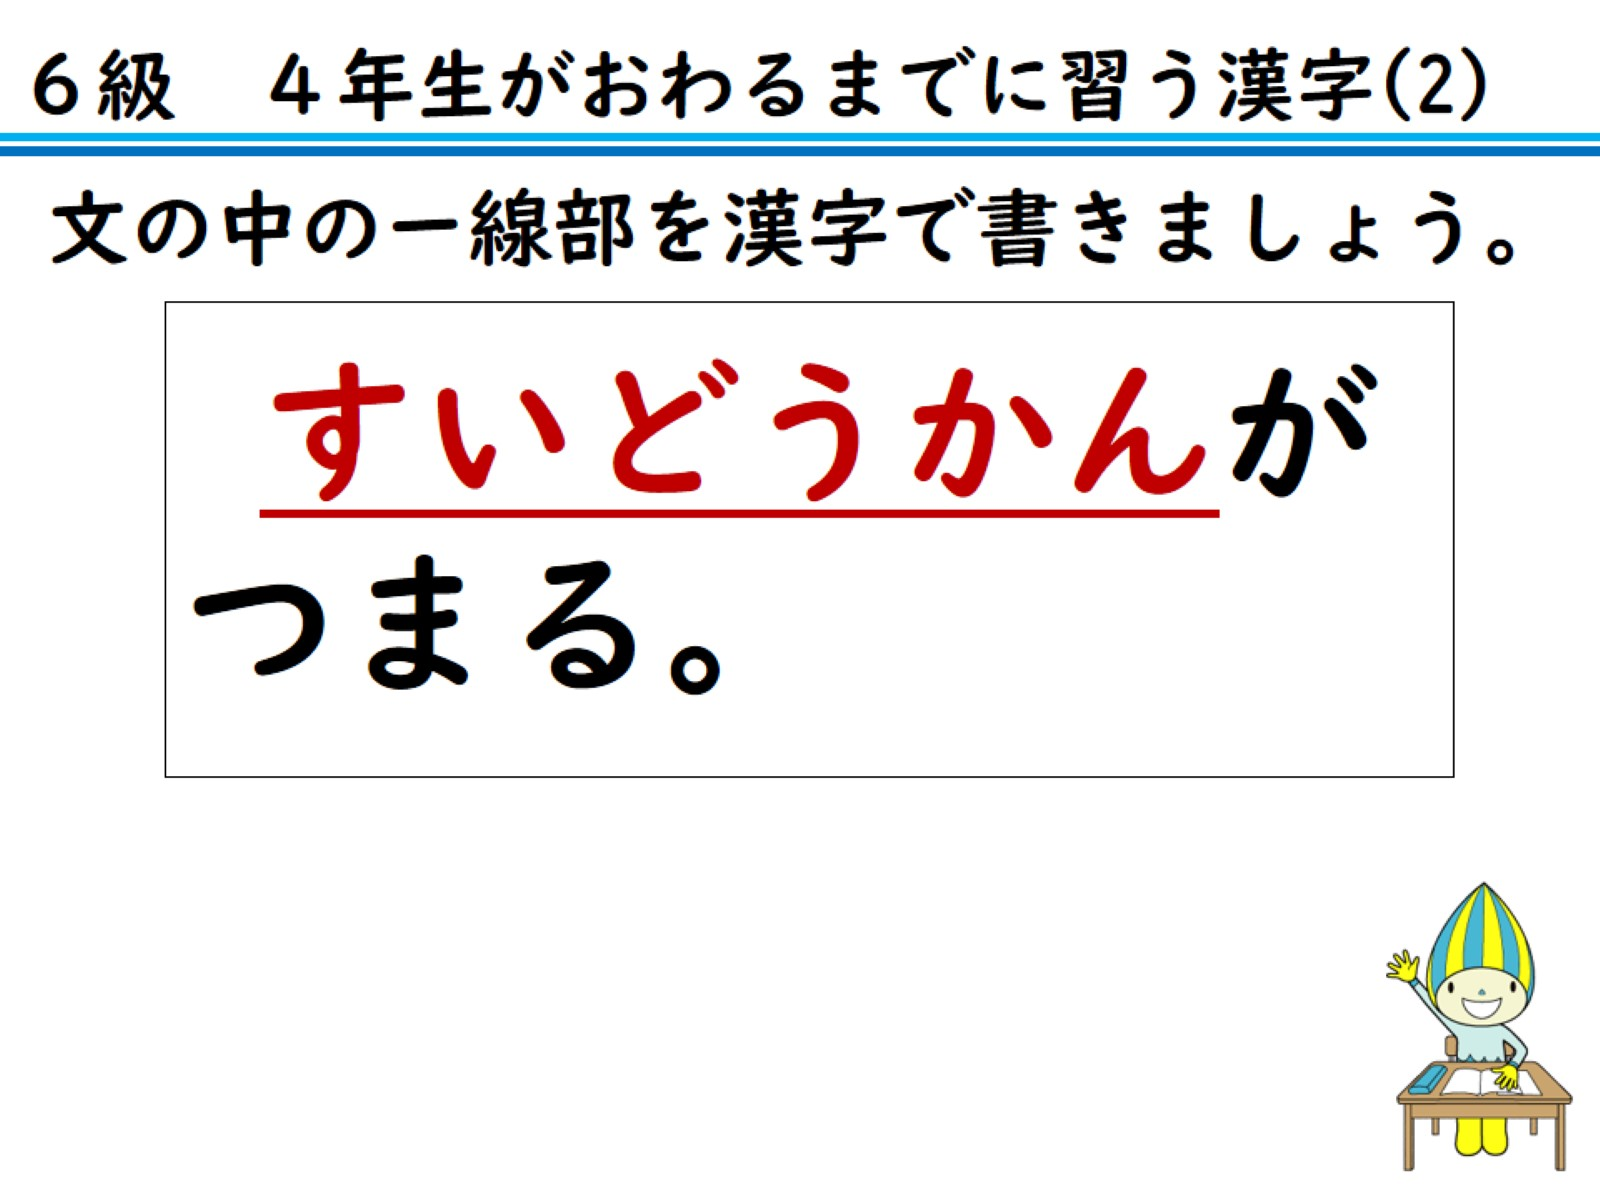 ６級　４年生がおわるまでに習う漢字(2)
文の中の―線部を漢字で書きましょう。
すいどうかんが
つまる。